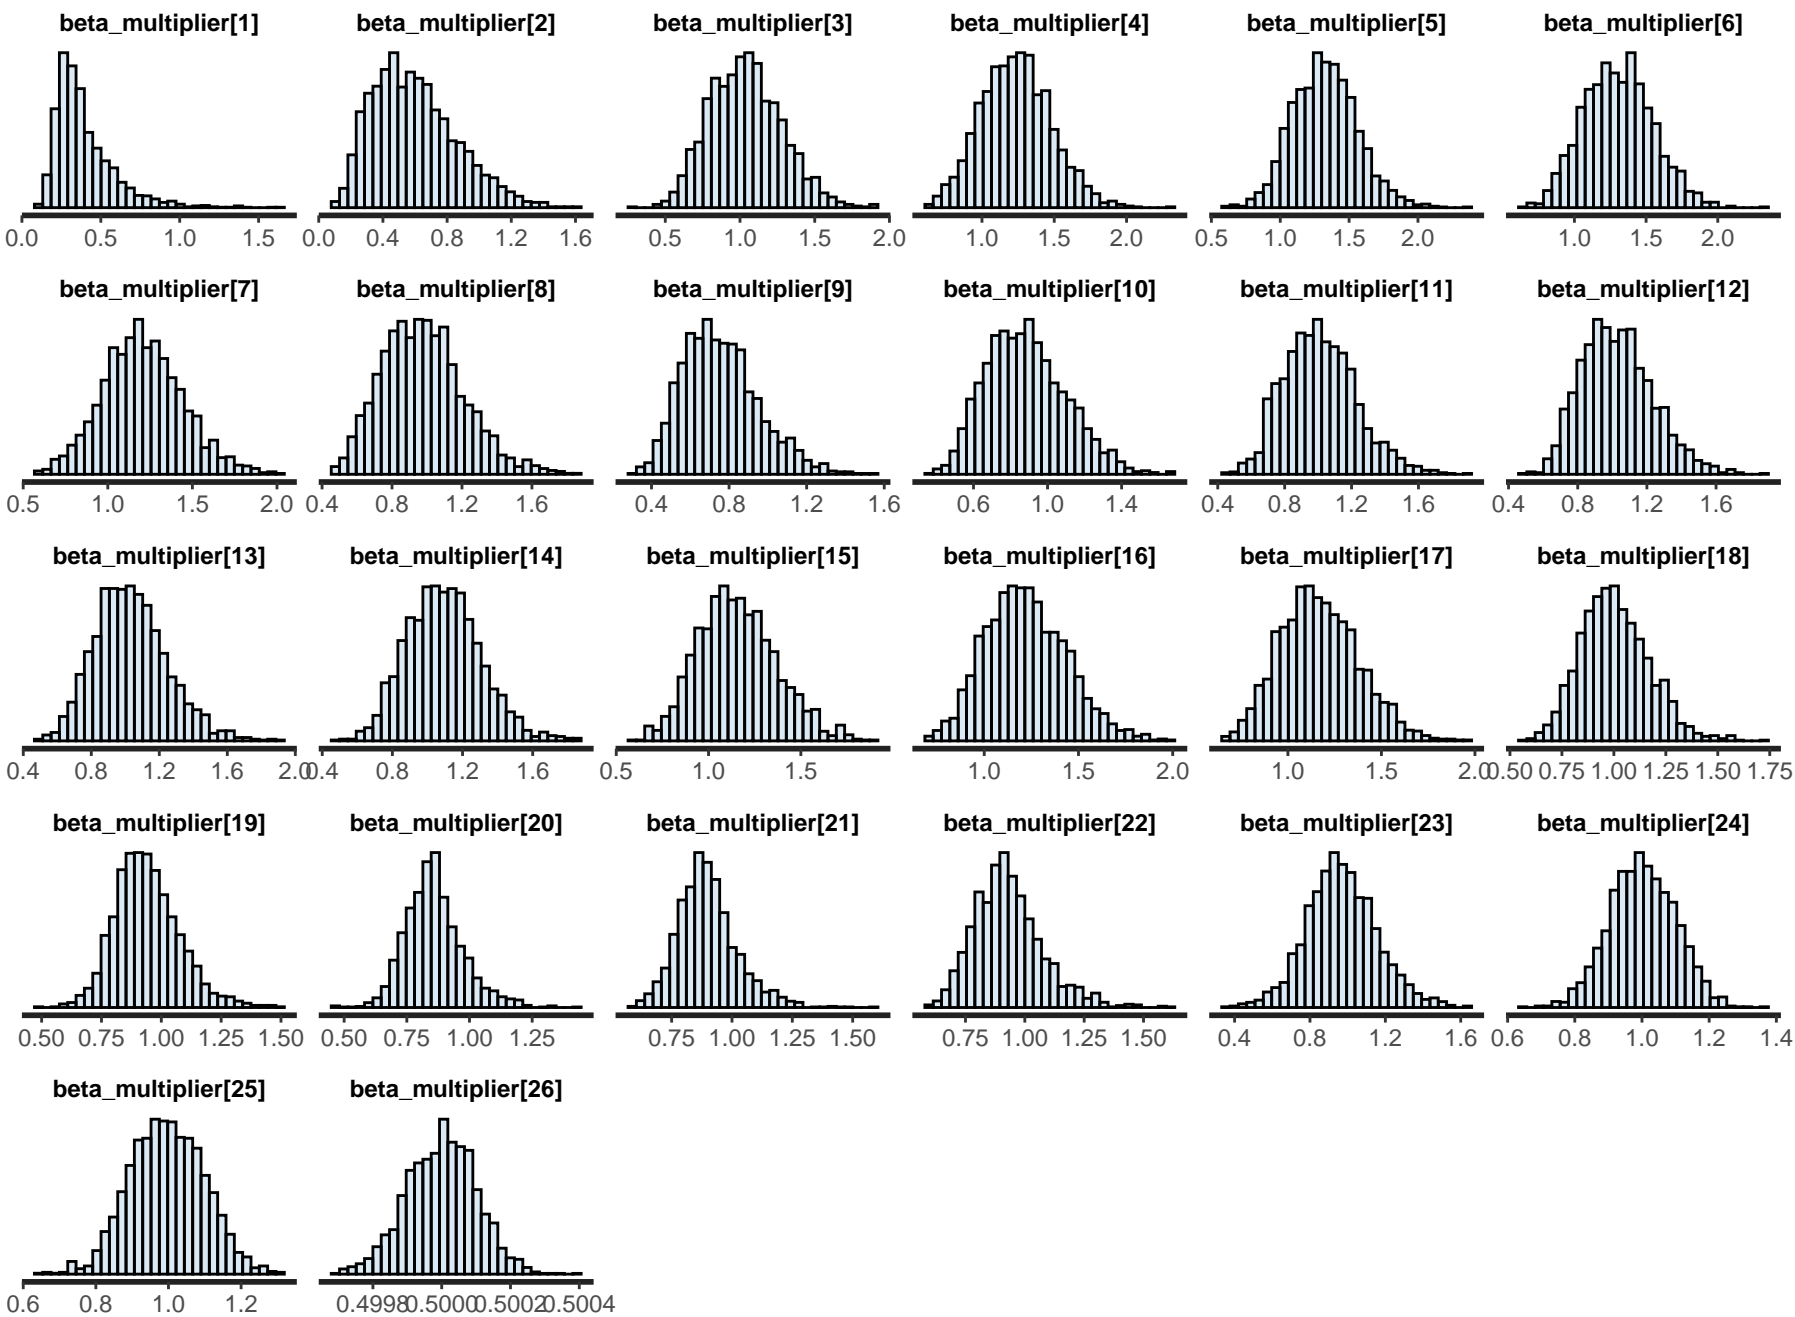 beta_multiplier[1] beta_multiplier[2] beta_multiplier[3] beta_multiplier[4] beta_multiplier[5] beta_multiplier[6]
0.0 0.5 1.0 1.5 0.0 0.4 0.8 1.2 1.6 0.5 1.0 1.5 2.0 1.0 1.5 2.0 0.5 1.0 1.5 2.0 1.0 1.5 2.0
beta_multiplier[7] beta_multiplier[8] beta_multiplier[9] beta_multiplier[10] beta_multiplier[11] beta_multiplier[12]
0.5 1.0 1.5 2.0 0.4 0.8 1.2 1.6 0.4 0.8 1.2 1.6 0.6 1.0 1.4 0.4 0.8 1.2 1.6 0.4 0.8 1.2 1.6
beta_multiplier[13] beta_multiplier[14] beta_multiplier[15] beta_multiplier[16] beta_multiplier[17] beta_multiplier[18]
0.4 0.8 1.2 1.6 2.0 0.4 0.8 1.2 1.6 0.5 1.0 1.5 1.0 1.5 2.0 1.0 1.5 2.0 0.50 0.75 1.00 1.25 1.50 1.75
beta_multiplier[19] beta_multiplier[20] beta_multiplier[21] beta_multiplier[22] beta_multiplier[23] beta_multiplier[24]
0.50 0.75 1.00 1.25 1.50 0.50 0.75 1.00 1.25 0.75 1.00 1.25 1.50 0.75 1.00 1.25 1.50 0.4 0.8 1.2 1.6 0.6 0.8 1.0 1.2 1.4
beta_multiplier[25] beta_multiplier[26]
0.6 0.8 1.0 1.2 0.4998 0.5000 0.5002 0.5004